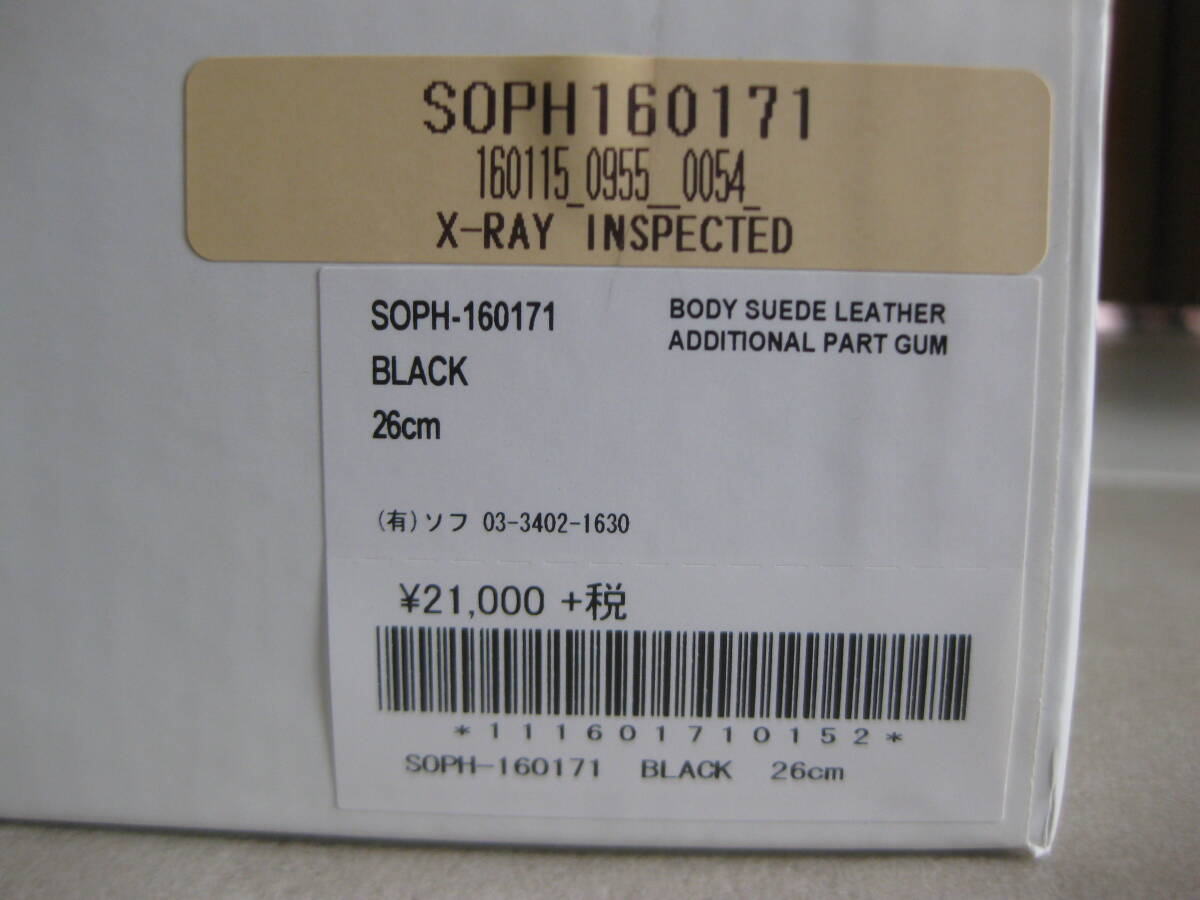 SOPH160171
160115_0955__0054_
X-RAY INSPECTED
SOPH-160171
BLACK
26cm
BODY SUEDE LEATHER
ADDITIONAL PART GUM
(有)ソフ 03-3402-1630
¥21,000 +税
*111601710152*
SOPH-160171 BLACK 26cm